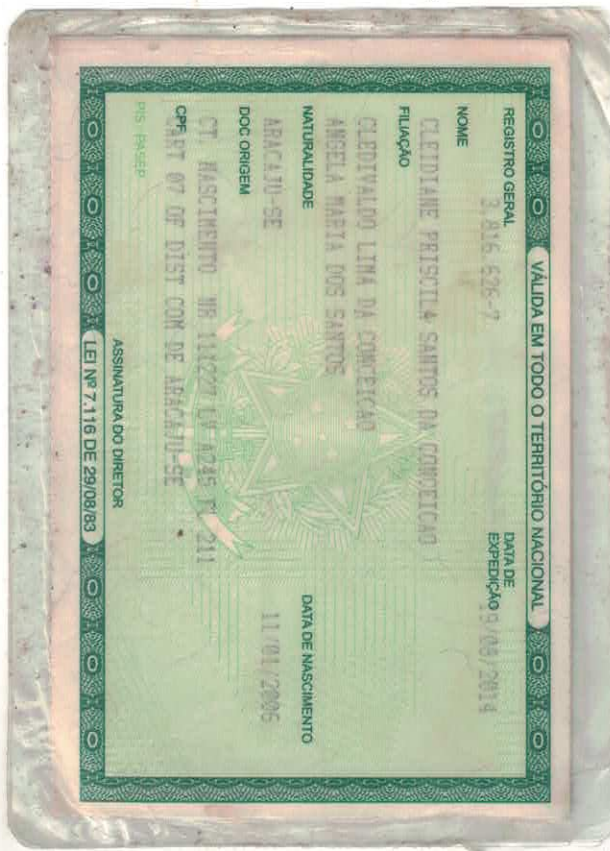 VÁLIDA EM TODO O TERRITÓRIO NACIONAL
REGISTRO GERAL 3.816.626-7
DATA DE EXPEDIÇÃO 19/08/2014
NOME
CLEIDIANE PRISCILA SANTOS DA CONCEICAO
FILIAÇÃO
CLEDIVALDO LIMA DA CONCEICAO
ANGELA MARIA DOS SANTOS
NATURALIDADE DATA DE NASCIMENTO
ARACAJU-SE 11/01/2006
DOC ORIGEM
CT. NASCIMENTO NR 111227 LV A245 FL 211
CART 07 OF DIST COM DE ARACAJU-SE
CPF
PIS PASEP
ASSINATURA DO DIRETOR
LEI Nº 7.116 DE 29/08/83